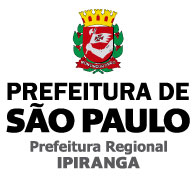 PREFEITURA DE
SÃO PAULO
Prefeitura Regional
IPIRANGA